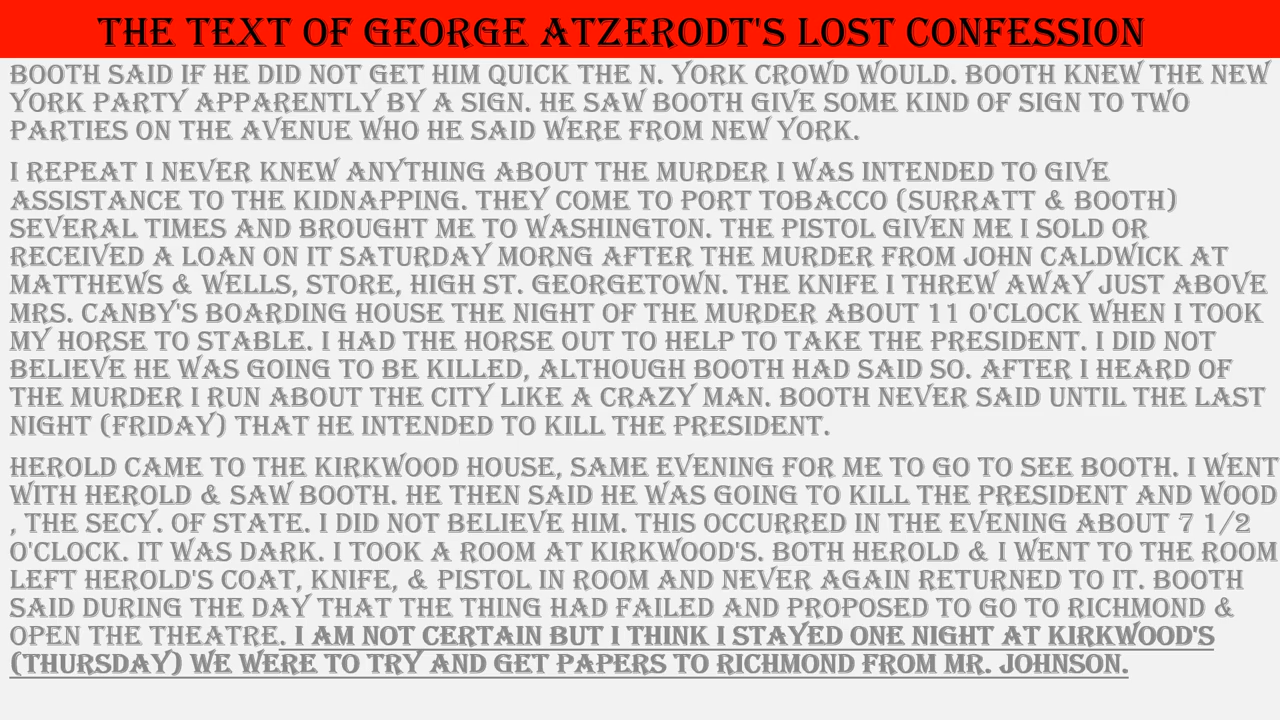 THE TEXT OF GEORGE ATZERODT'S LOST CONFESSION
BOOTH SAID IF HE DID NOT GET HIM QUICK THE N. YORK CROWD WOULD. BOOTH KNEW THE NEW
YORK PARTY APPARENTLY BY A SIGN. HE SAW BOOTH GIVE SOME KIND OF SIGN TO TWO
PARTIES ON THE AVENUE WHO HE SAID WERE FROM NEW YORK.
I REPEAT I NEVER KNEW ANYTHING ABOUT THE MURDER I WAS INTENDED TO GIVE
ASSISTANCE TO THE KIDNAPPING. THEY COME TO PORT TOBACCO (SURRATT & BOOTH)
SEVERAL TIMES AND BROUGHT ME TO WASHINGTON. THE PISTOL GIVEN ME I SOLD OR
RECEIVED A LOAN ON IT SATURDAY MORNG AFTER THE MURDER FROM JOHN CALDWICK AT
MATTHEWS & WELLS, STORE, HIGH ST. GEORGETOWN. THE KNIFE I THREW AWAY JUST ABOVE
MRS. CANBY'S BOARDING HOUSE THE NIGHT OF THE MURDER ABOUT 11 O'CLOCK WHEN I TOOK
MY HORSE TO STABLE. I HAD THE HORSE OUT TO HELP TO TAKE THE PRESIDENT. I DID NOT
BELIEVE HE WAS GOING TO BE KILLED, ALTHOUGH BOOTH HAD SAID SO. AFTER I HEARD OF
THE MURDER I RUN ABOUT THE CITY LIKE A CRAZY MAN. BOOTH NEVER SAID UNTIL THE LAST
NIGHT (FRIDAY) THAT HE INTENDED TO KILL THE PRESIDENT.
HEROLD CAME TO THE KIRKWOOD HOUSE, SAME EVENING FOR ME TO GO TO SEE BOOTH. I WENT
WITH HEROLD & SAW BOOTH. HE THEN SAID HE WAS GOING TO KILL THE PRESIDENT AND WOOD
, THE SECY. OF STATE. I DID NOT BELIEVE HIM. THIS OCCURRED IN THE EVENING ABOUT 7 1/2
O'CLOCK. IT WAS DARK. I TOOK A ROOM AT KIRKWOOD'S. BOTH HEROLD & I WENT TO THE ROOM
LEFT HEROLD'S COAT, KNIFE, & PISTOL IN ROOM AND NEVER AGAIN RETURNED TO IT. BOOTH
SAID DURING THE DAY THAT THE THING HAD FAILED AND PROPOSED TO GO TO RICHMOND &
OPEN THE THEATRE. I AM NOT CERTAIN BUT I THINK I STAYED ONE NIGHT AT KIRKWOOD'S
(THURSDAY) WE WERE TO TRY AND GET PAPERS TO RICHMOND FROM MR. JOHNSON.